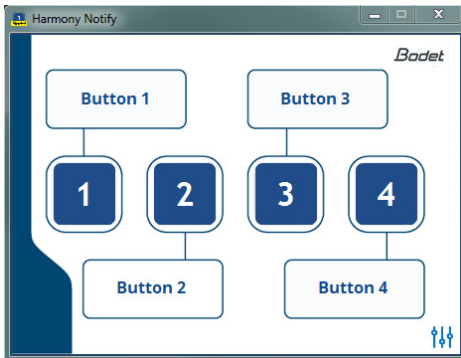 Harmony Notify
Bodet
Button 1
Button 3
1
2
3
4
Button 2
Button 4